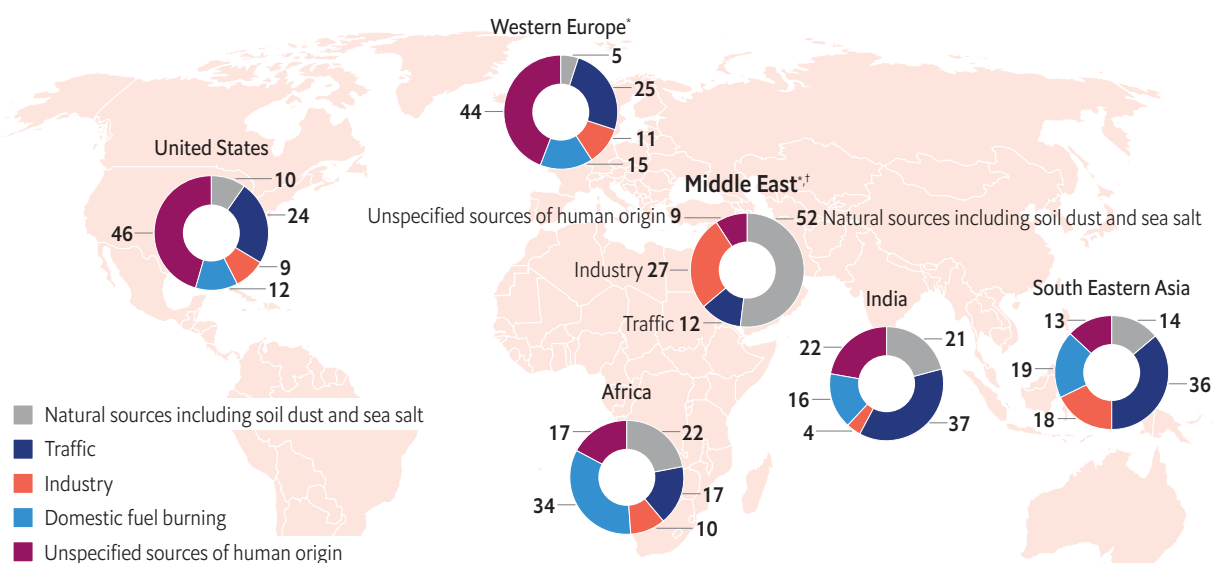 Western Europe*
5
25
44
11
15
United States
10
24
46
9
12
Middle East*,†
Unspecified sources of human origin 9
52 Natural sources including soil dust and sea salt
Industry 27
Traffic 12
India
21
22
16
4
37
South Eastern Asia
13
14
19
36
18
Africa
17
22
34
17
10
Natural sources including soil dust and sea salt
Traffic
Industry
Domestic fuel burning
Unspecified sources of human origin